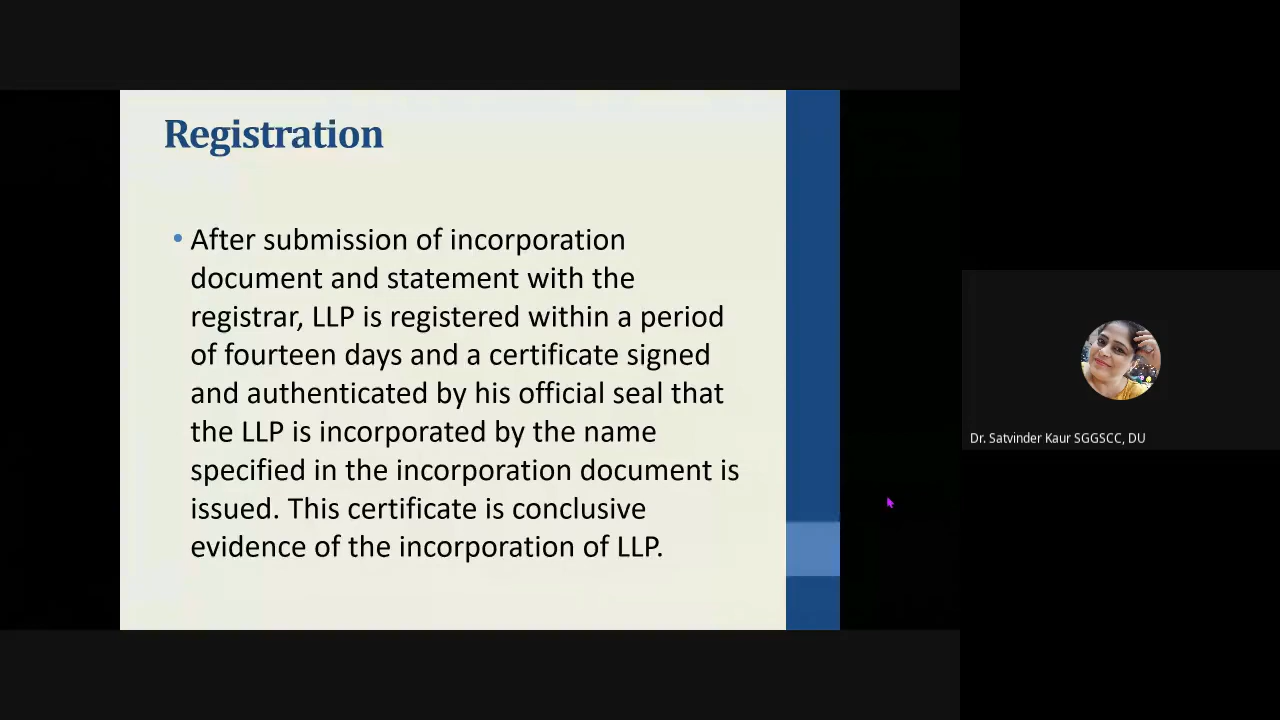 Registration
• After submission of incorporation
document and statement with the
registrar, LLP is registered within a period
of fourteen days and a certificate signed
and authenticated by his official seal that
the LLP is incorporated by the name
specified in the incorporation document is
issued. This certificate is conclusive
evidence of the incorporation of LLP.
Dr. Satvinder Kaur SGGSCC, DU